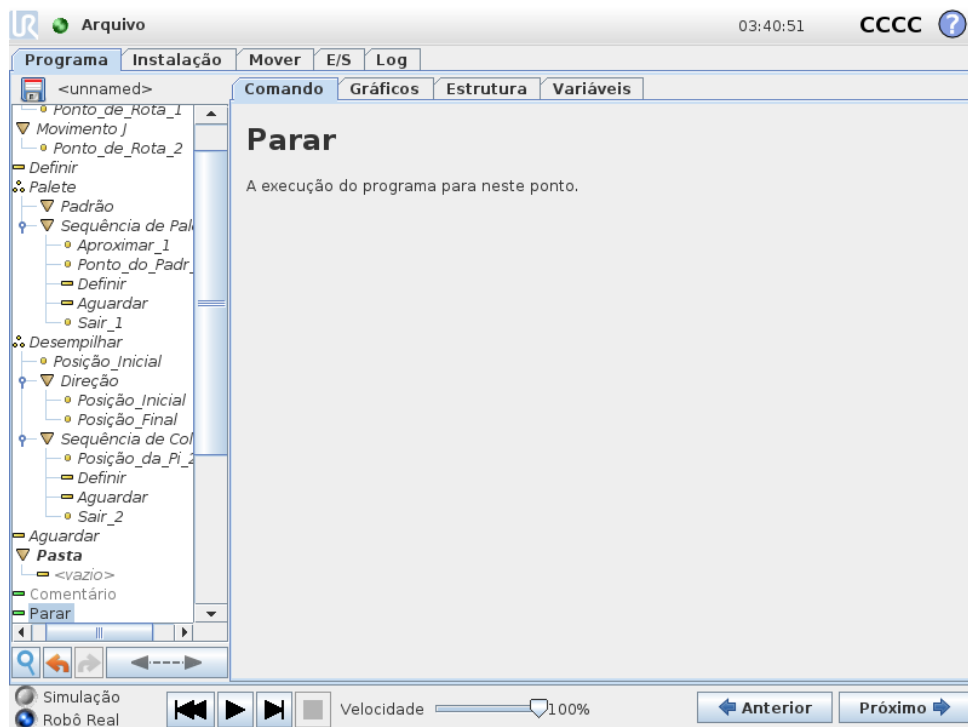 UR Arquivo 03:40:51 CCCC ?
Programa Instalação Mover E/S Log
<unnamed> Comando Gráficos Estrutura Variáveis
Ponto_de_Rota_1
Movimento J
Ponto_de_Rota_2
Definir
Palete
Padrão
Sequência de Pal
Aproximar_1
Ponto_do_Padr_
Definir
Aguardar
Sair_1
Desempilhar
Posição_Inicial
Direção
Posição_Inicial
Posição_Final
Sequência de Col
Posição_da_Pi_2
Definir
Aguardar
Sair_2
Aguardar
Pasta
<vazio>
Comentário
Parar
Parar
A execução do programa para neste ponto.
Simulação
Robô Real
Velocidade 100%
Anterior Próximo